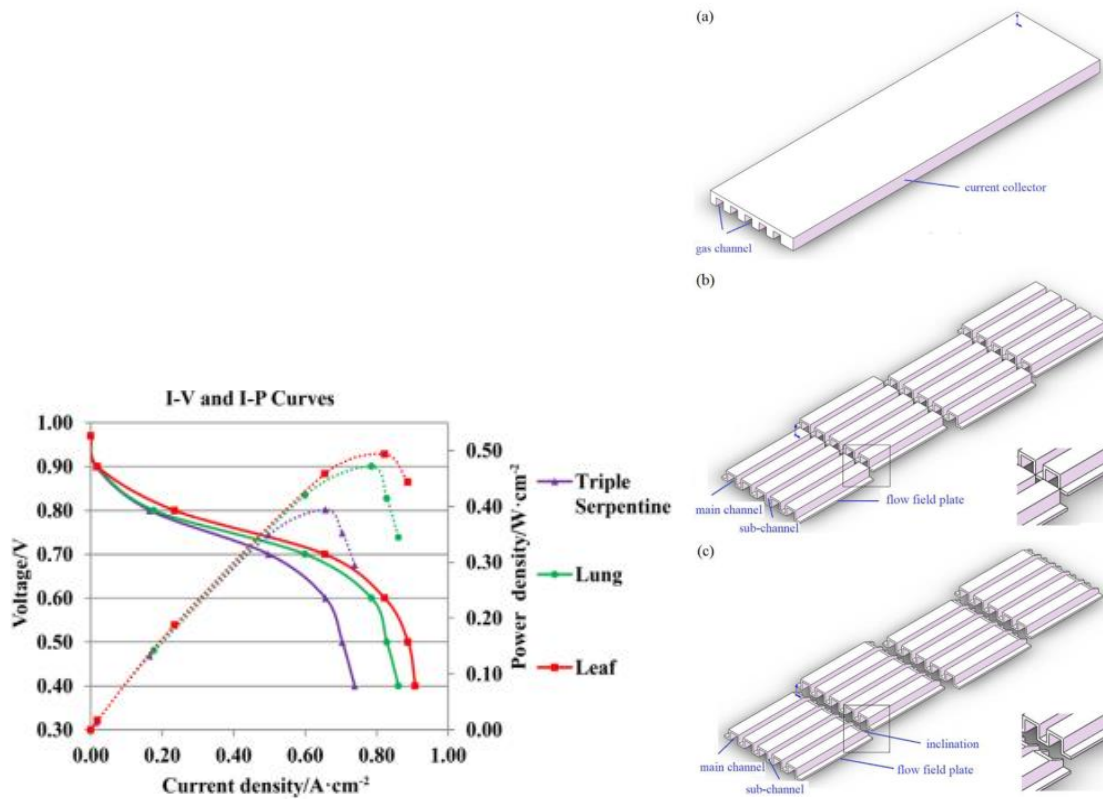 I-V and I-P Curves
1.00
0.90
0.80
0.70
0.60
0.50
0.40
0.30
Voltage/V
0.50
0.40
0.30
0.20
0.10
0.00
Power density/W·cm-2
0.00
0.20
0.40
0.60
0.80
1.00
Current density/A·cm-2
Triple
Serpentine
Lung
Leaf
(a)
current collector
gas channel
(b)
main channel
sub-channel
flow field plate
(c)
inclination
main channel
flow field plate
sub-channel